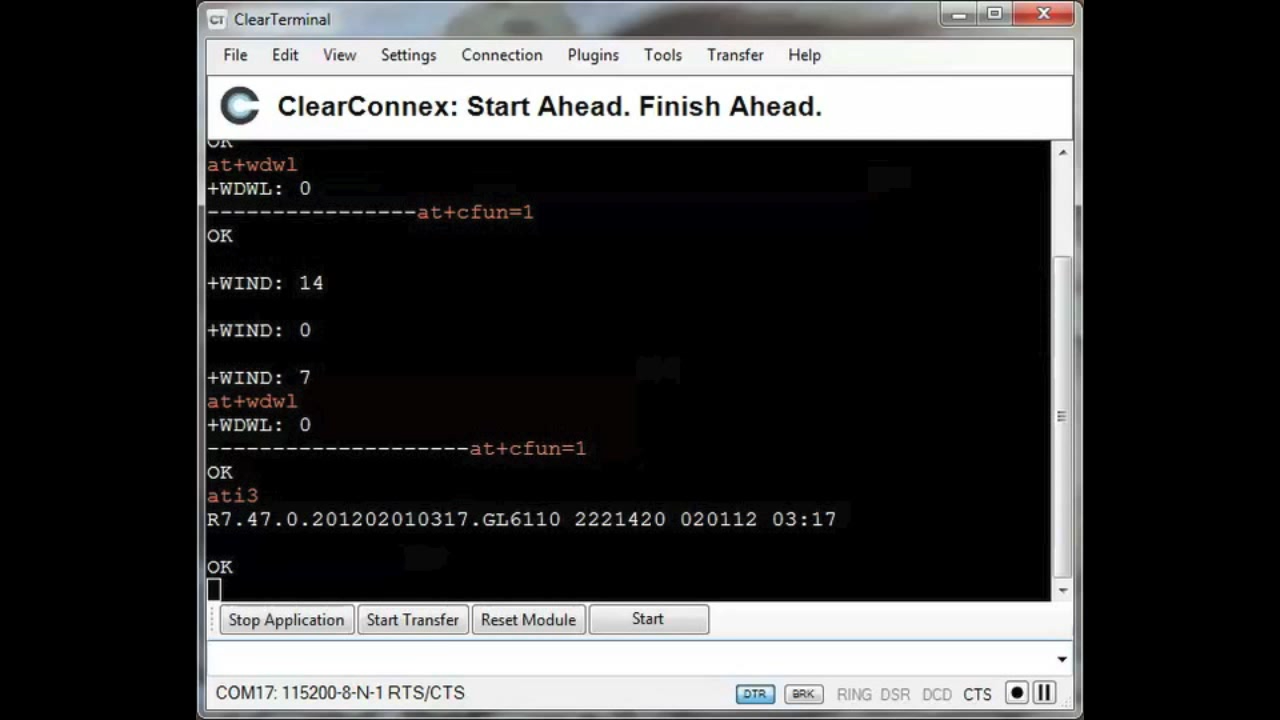 CT ClearTerminal
File Edit View Settings Connection Plugins Tools Transfer Help
ClearConnex: Start Ahead. Finish Ahead.
OK
at+wdwl
+WDWL: 0
----------------at+cfun=1
OK
+WIND: 14
+WIND: 0
+WIND: 7
at+wdwl
+WDWL: 0
--------------------at+cfun=1
OK
ati3
R7.47.0.201202010317.GL6110 2221420 020112 03:17
OK
Stop Application Start Transfer Reset Module Start
COM17: 115200-8-N-1 RTS/CTS DTR BRK RING DSR DCD CTS